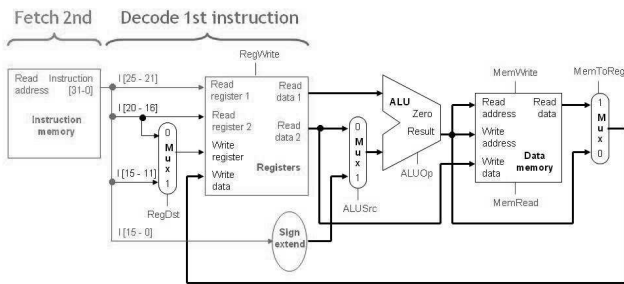 Fetch 2nd
Decode 1st instruction
RegWrite
MemWrite
MemToReg
Read address
Instruction [31-0]
Instruction memory
I [25 - 21]
I [20 - 16]
I [15 - 11]
I [15 - 0]
0
Mux
1
RegDst
Read register 1
Read data 1
Read register 2
Read data 2
Write register
Write data
Registers
Sign extend
0
Mux
1
ALUSrc
ALU
Zero
Result
ALUOp
Read address
Read data
Write address
Write data
Data memory
MemRead
1
Mux
0